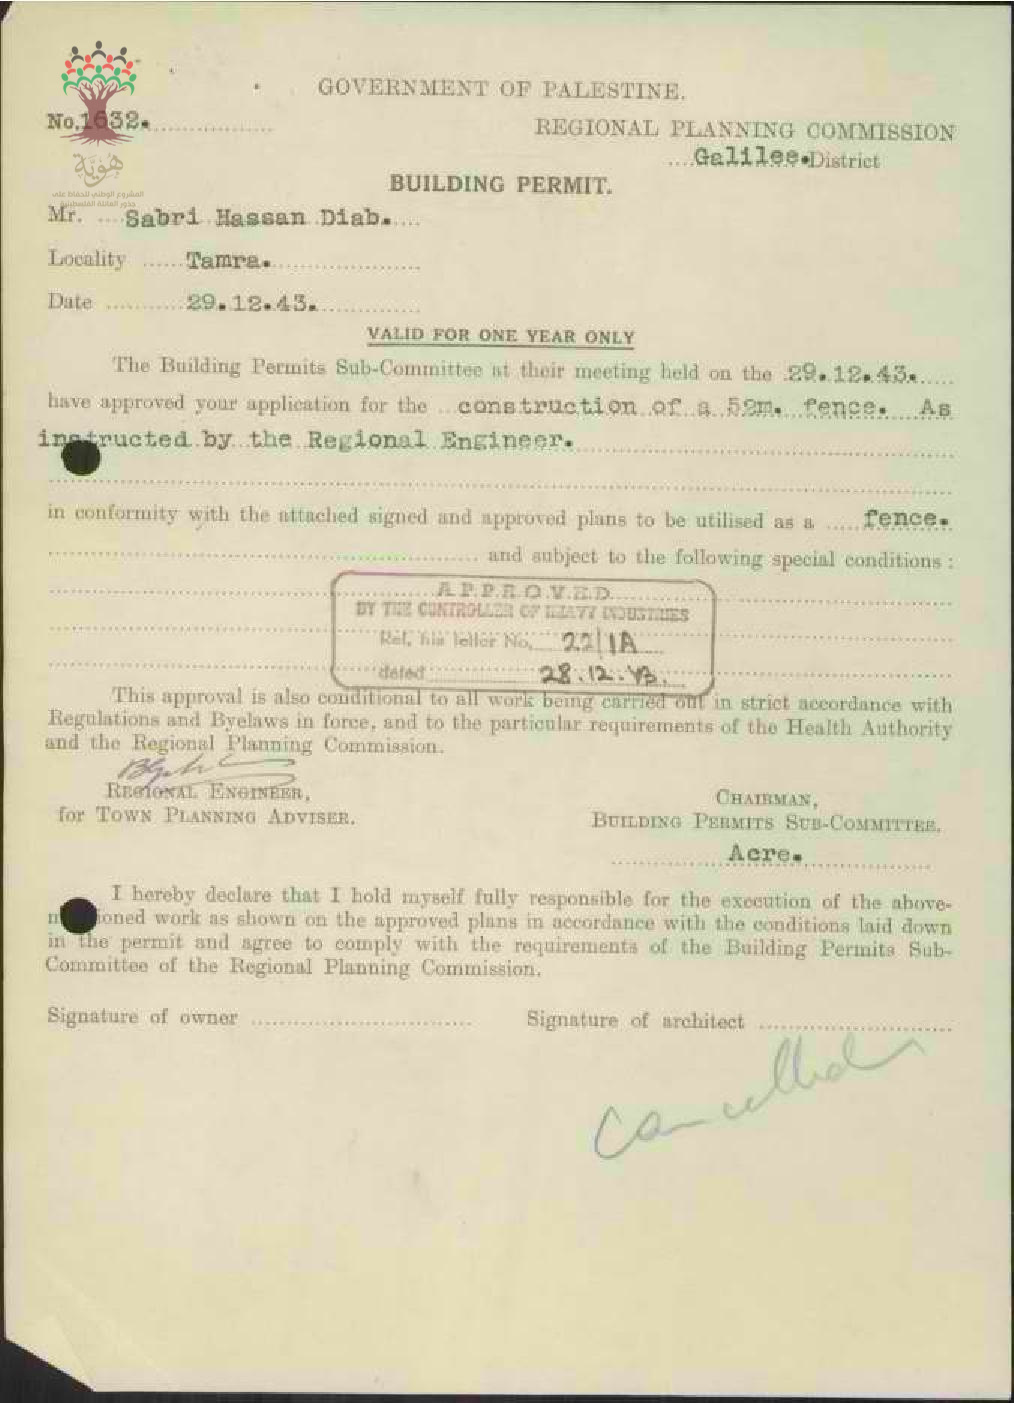 GOVERNMENT OF PALESTINE.
No. 1632.
REGIONAL PLANNING COMMISSION
Galilee. District
هوية
المشروع الوطني للحفاظ على
جذور العائلة الفلسطينية
BUILDING PERMIT.
Mr. Sabri Hassan Diab.
Locality Tamra.
Date 29.12.43.
VALID FOR ONE YEAR ONLY
The Building Permits Sub-Committee at their meeting held on the 29.12.43.
have approved your application for the construction of a 52m. fence. As
instructed by the Regional Engineer.
in conformity with the attached signed and approved plans to be utilised as a fence.
and subject to the following special conditions :
APPROVED
BY THE CONTROLLER OF HEAVY INDUSTRIES
Ref. his letter No. 22/1A
dated 28.12.43.
This approval is also conditional to all work being carried out in strict accordance with
Regulations and Byelaws in force, and to the particular requirements of the Health Authority
and the Regional Planning Commission.
REGIONAL ENGINEER,
for TOWN PLANNING ADVISER.
CHAIRMAN,
BUILDING PERMITS SUB-COMMITTEE.
Acre.
I hereby declare that I hold myself fully responsible for the execution of the above-
mentioned work as shown on the approved plans in accordance with the conditions laid down
in the permit and agree to comply with the requirements of the Building Permits Sub-
Committee of the Regional Planning Commission.
Signature of owner
Signature of architect
Cancelled